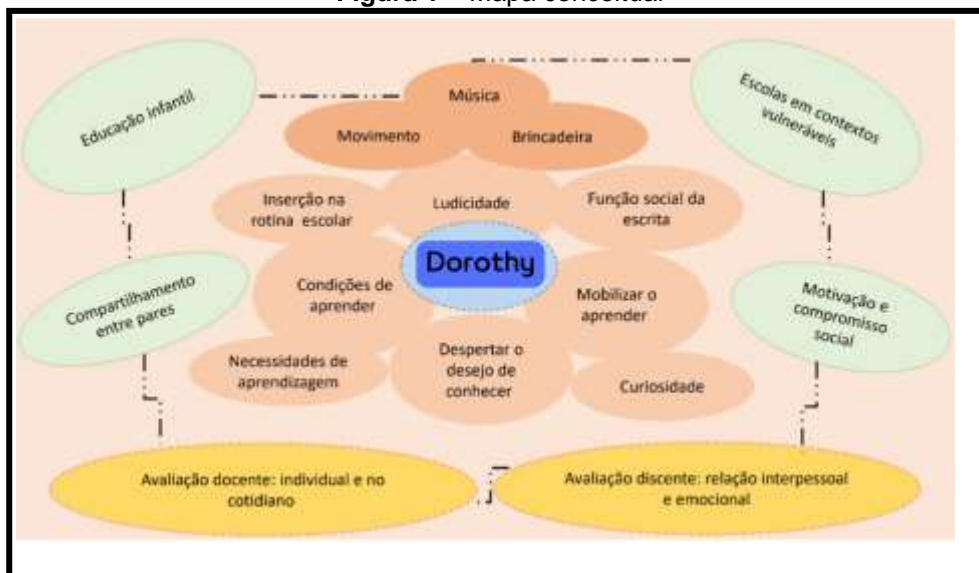 Figura 1 – Mapa conceitual
Música
Educação Infantil
Escolas em contextos
vulneráveis
Movimento
Brincadeira
Inserção na
rotina escolar
Ludicidade
Função social da
escrita
Dorothy
Condições de
aprender
Mobilizar o
aprender
Compartilhamento
entre pares
Motivação e
compromisso
social
Necessidades de
aprendizagem
Despertar o
desejo de
conhecer
Curiosidade
Avaliação docente: individual e no
cotidiano
Avaliação discente: relação interpessoal
e emocional